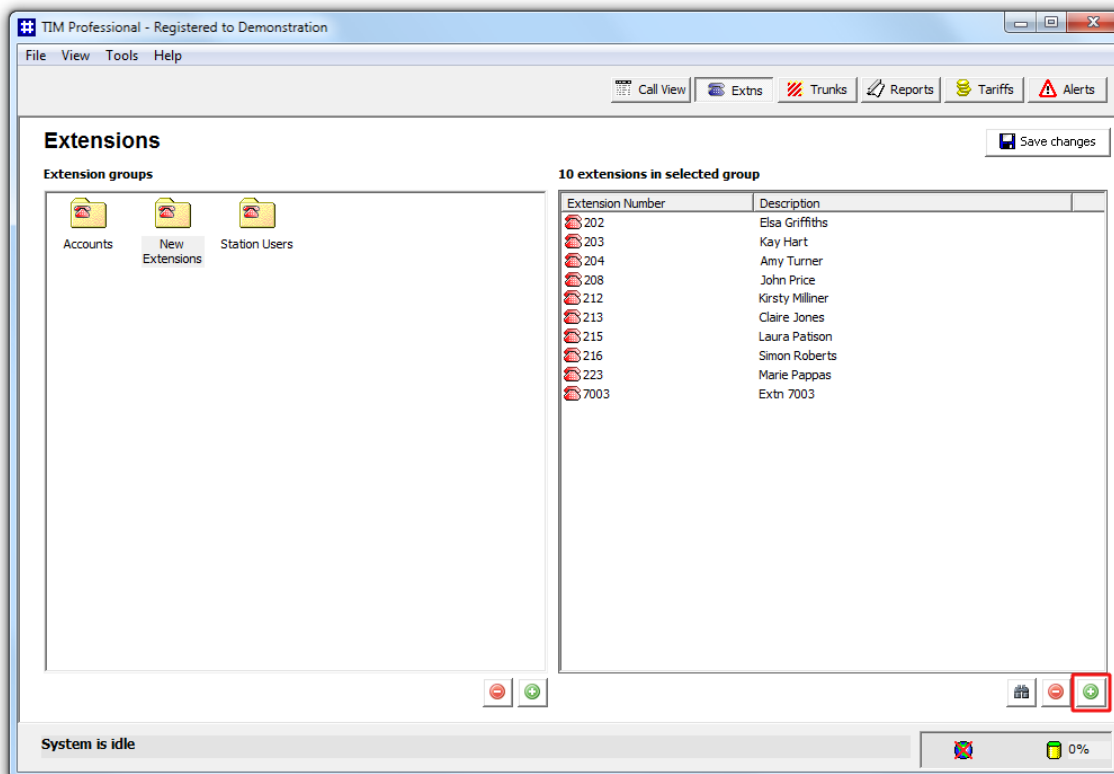 TIM Professional - Registered to Demonstration
File View Tools Help
Call View Extns Trunks Reports Tariffs Alerts
Extensions
Save changes
Extension groups
10 extensions in selected group
Accounts
New
Extensions
Station Users
Extension Number Description
202 Elsa Griffiths
203 Kay Hart
204 Amy Turner
208 John Price
212 Kirsty Milliner
213 Claire Jones
215 Laura Patison
216 Simon Roberts
223 Marie Pappas
7003 Extn 7003
System is idle
0%